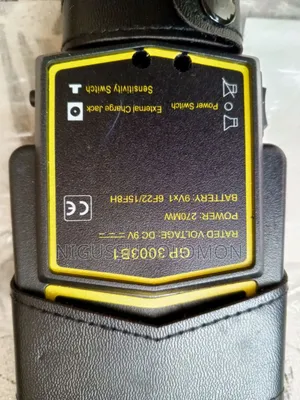 GP 3003B1
RATED VOLTAGE: DC 9V
POWER: 270MW
BATTERY: 9Vx1 6F22/15F8H
CE
Power Switch
External Charge Jack
Sensitivity Switch
NIGUS